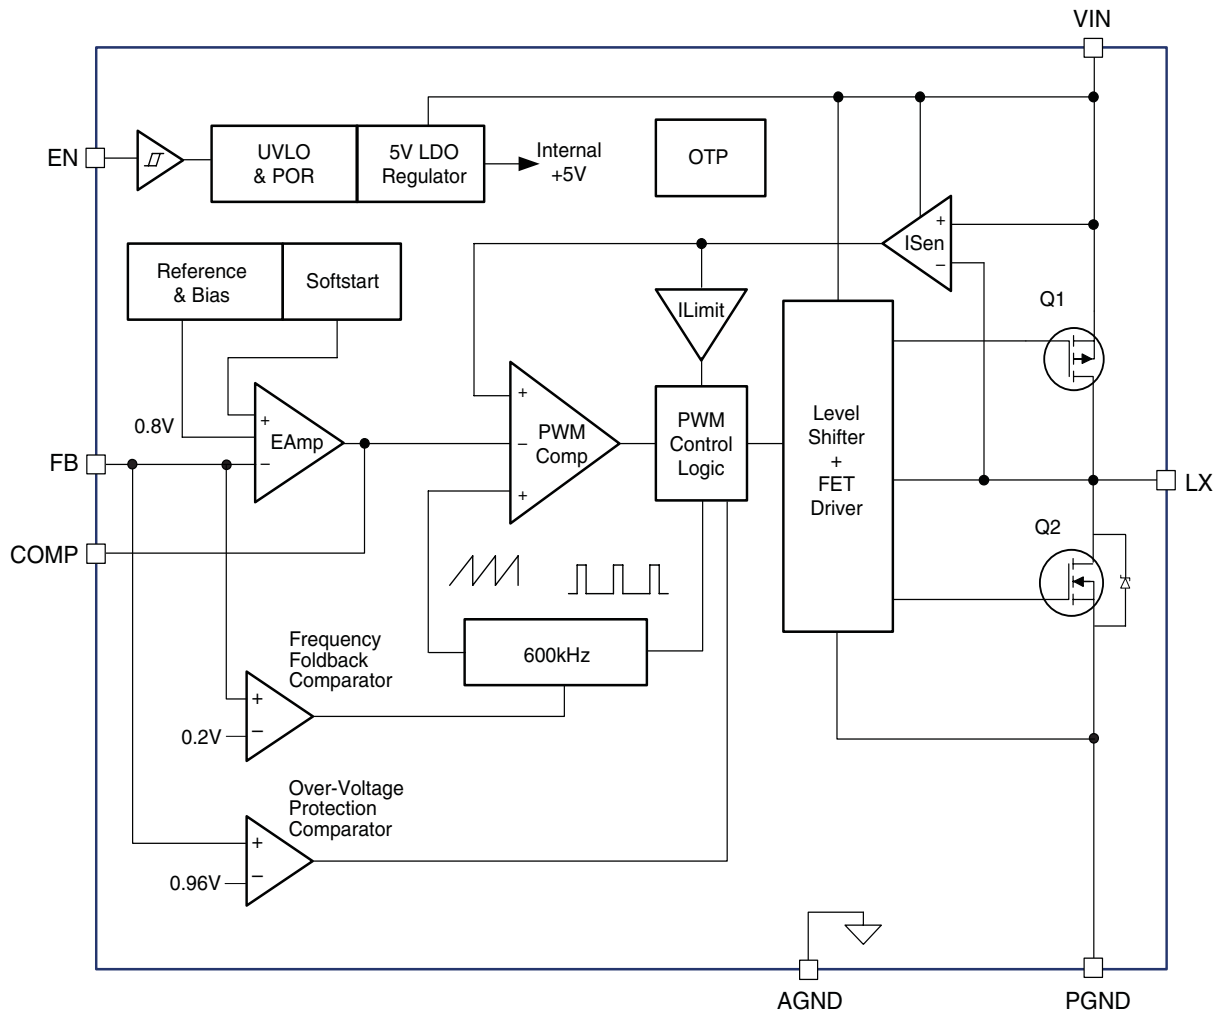 VIN
EN
UVLO
& POR
5V LDO
Regulator
Internal
+5V
OTP
+
ISen
−
Reference
& Bias
Softstart
ILimit
Q1
+
0.8V
EAmp
−
FB
+
−
PWM
Comp
+
PWM
Control
Logic
Level
Shifter
+
FET
Driver
LX
Q2
COMP
600kHz
Frequency
Foldback
Comparator
+
0.2V
−
Over-Voltage
Protection
Comparator
+
0.96V
−
AGND
PGND